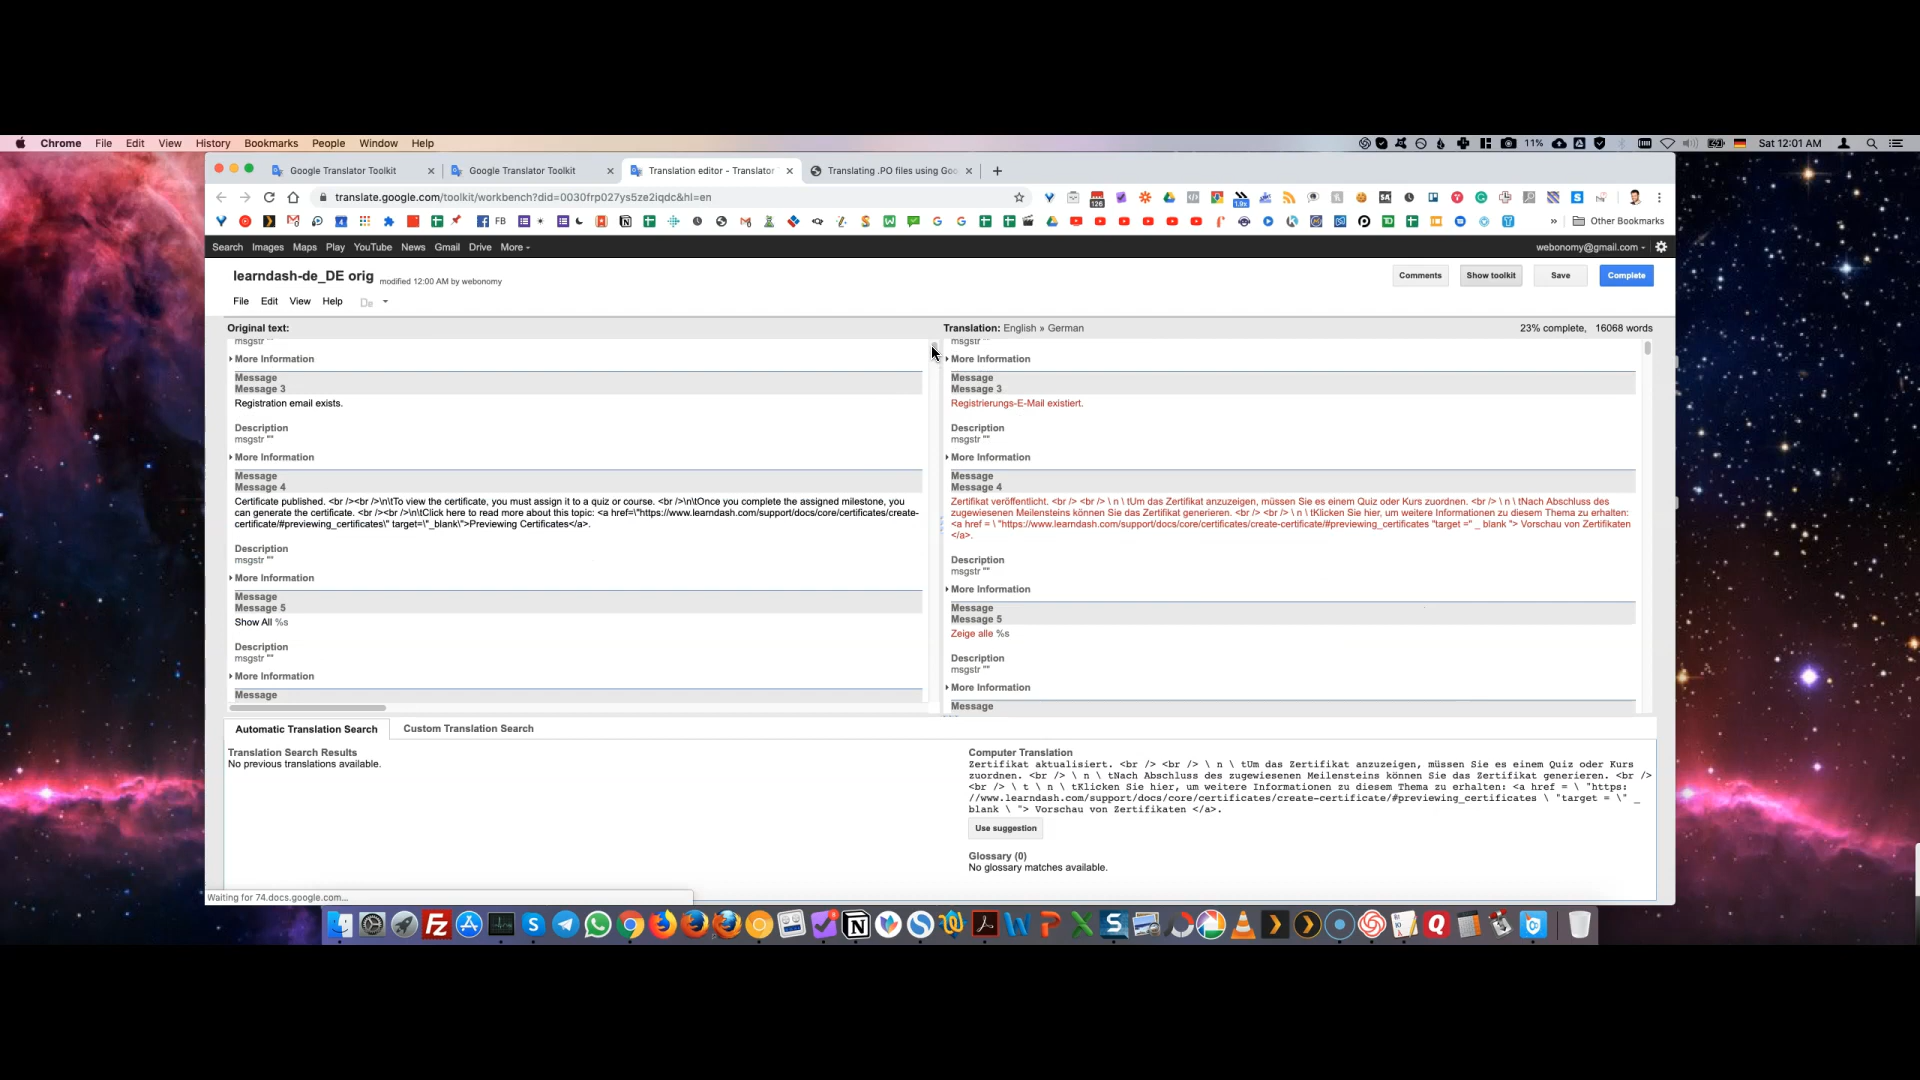 Chrome File Edit View History Bookmarks People Window Help
11% Sat 12:01 AM
Google Translator Toolkit
Google Translator Toolkit
Translation editor - Translator
Translating .PO files using Goo
translate.google.com/toolkit/workbench?did=0030frp027ys5ze2iqdc&hl=en
FB
Other Bookmarks
Search Images Maps Play YouTube News Gmail Drive More
webonomy@gmail.com
learndash-de_DE orig modified 12:00 AM by webonomy
Comments Show toolkit Save Complete
File Edit View Help De
Original text:
msgstr ""
More Information
Message
Message 3
Registration email exists.
Description
msgstr ""
More Information
Message
Message 4
Certificate published. <br /><br />\n\tTo view the certificate, you must assign it to a quiz or course. <br />\n\tOnce you complete the assigned milestone, you
can generate the certificate. <br /><br />\n\tClick here to read more about this topic: <a href=\"https://www.learndash.com/support/docs/core/certificates/create-
certificate/#previewing_certificates\" target=\"_blank\">Previewing Certificates</a>.
Description
msgstr ""
More Information
Message
Message 5
Show All %s
Description
msgstr ""
More Information
Message
Translation: English » German
23% complete, 16068 words
msgstr ""
More Information
Message
Message 3
Registrierungs-E-Mail existiert.
Description
msgstr ""
More Information
Message
Message 4
Zertifikat veröffentlicht. <br /> <br /> \ n \ tUm das Zertifikat anzuzeigen, müssen Sie es einem Quiz oder Kurs zuordnen. <br /> \ n \ tNach Abschluss des
zugewiesenen Meilensteins können Sie das Zertifikat generieren. <br /> <br /> \ n \ tKlicken Sie hier, um weitere Informationen zu diesem Thema zu erhalten:
<a href = \ "https://www.learndash.com/support/docs/core/certificates/create-certificate/#previewing_certificates "target =" _ blank "> Vorschau von Zertifikaten
</a>.
Description
msgstr ""
More Information
Message
Message 5
Zeige alle %s
Description
msgstr ""
More Information
Message
Automatic Translation Search Custom Translation Search
Translation Search Results
No previous translations available.
Computer Translation
Zertifikat aktualisiert. <br /> <br /> \ n \ tUm das Zertifikat anzuzeigen, müssen Sie es einem Quiz oder Kurs
zuordnen. <br /> \ n \ tNach Abschluss des zugewiesenen Meilensteins können Sie das Zertifikat generieren. <br />
<br /> \ t \ n \ tKlicken Sie hier, um weitere Informationen zu diesem Thema zu erhalten: <a href = \ "https:
//www.learndash.com/support/docs/core/certificates/create-certificate/#previewing_certificates \ "target = \" _
blank \ "> Vorschau von Zertifikaten </a>.
Use suggestion
Glossary (0)
No glossary matches available.
Waiting for 74.docs.google.com...